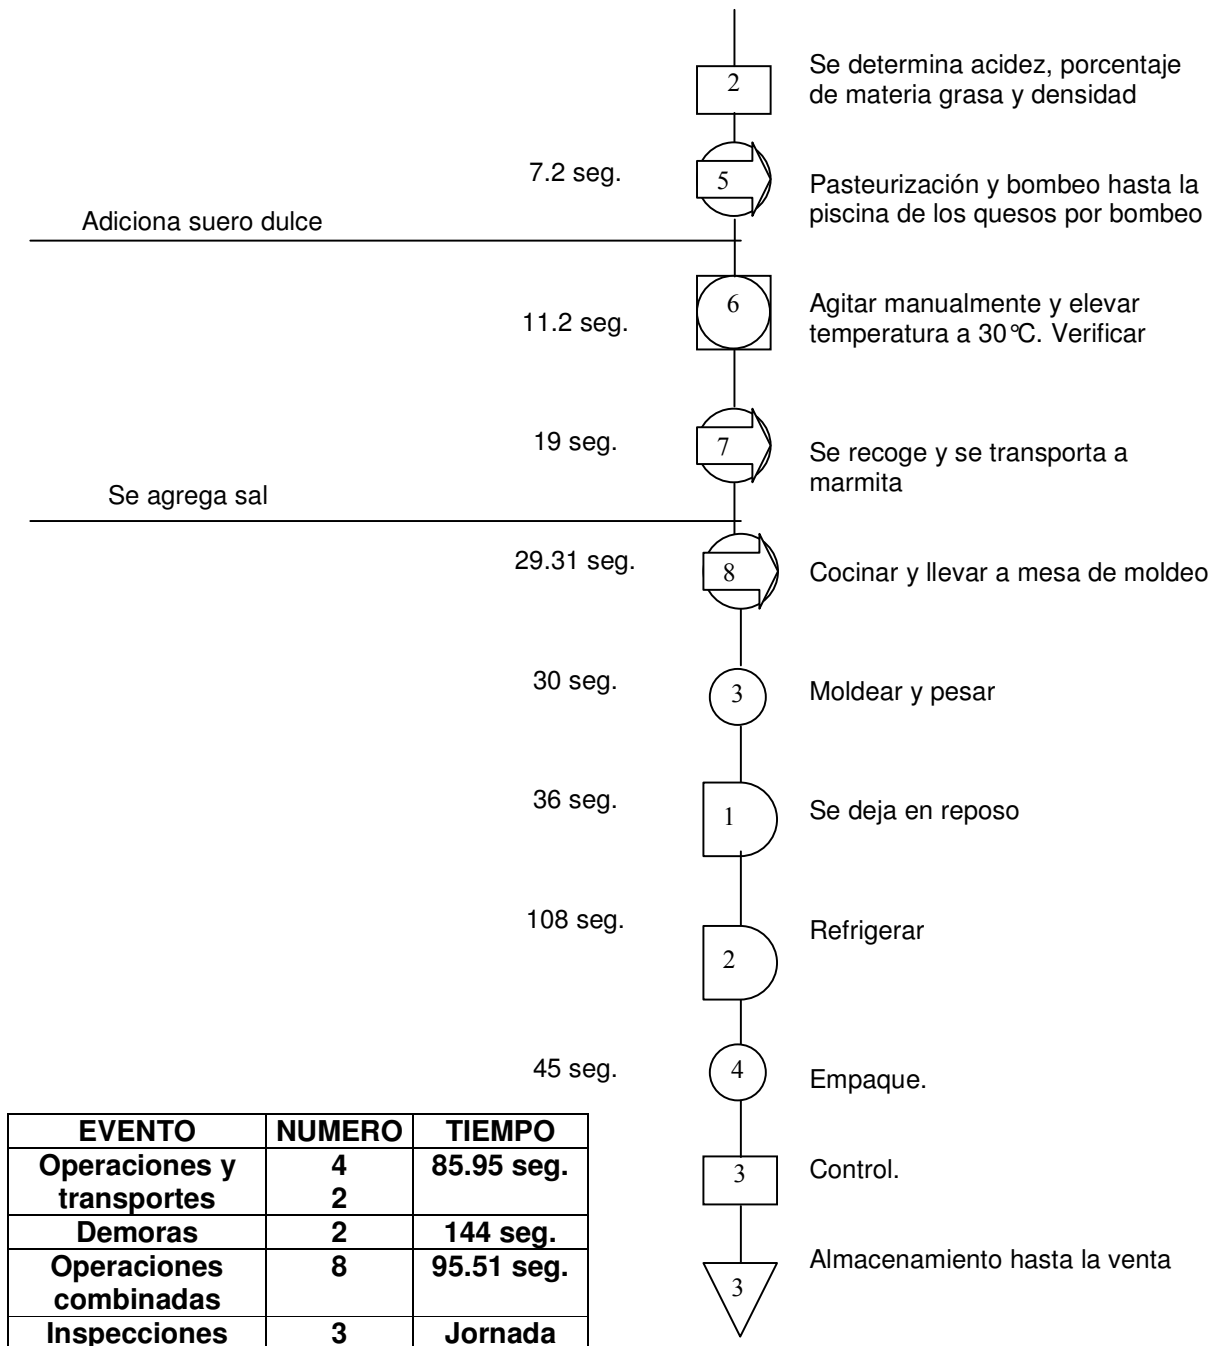 2
Se determina acidez, porcentaje
de materia grasa y densidad
7.2 seg.
5
Pasteurización y bombeo hasta la
piscina de los quesos por bombeo
Adiciona suero dulce
11.2 seg.
6
Agitar manualmente y elevar
temperatura a 30°C. Verificar
19 seg.
7
Se recoge y se transporta a
marmita
Se agrega sal
29.31 seg.
8
Cocinar y llevar a mesa de moldeo
30 seg.
3
Moldear y pesar
36 seg.
1
Se deja en reposo
108 seg.
2
Refrigerar
45 seg.
4
Empaque.
3
Control.
3
Almacenamiento hasta la venta
EVENTO NUMERO TIEMPO
Operaciones y 4 85.95 seg.
transportes 2
Demoras 2 144 seg.
Operaciones 8 95.51 seg.
combinadas
Inspecciones 3 Jornada